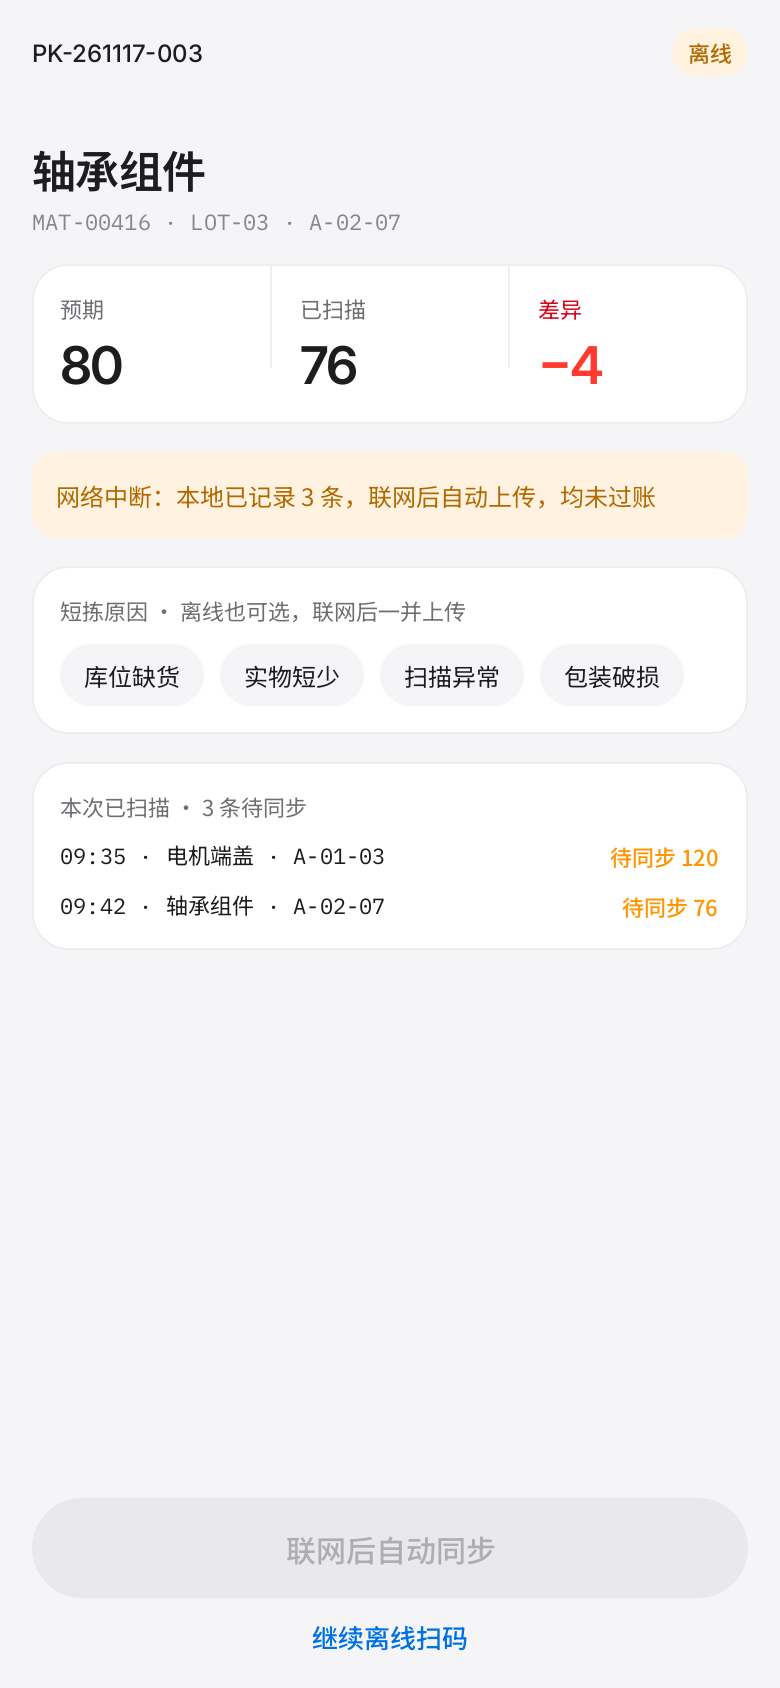 PK-261117-003
离线
轴承组件
MAT-00416 · LOT-03 · A-02-07
预期
已扫描
差异
80
76
−4
网络中断：本地已记录 3 条，联网后自动上传，均未过账
短拣原因 • 离线也可选，联网后一并上传
库位缺货
实物短少
扫描异常
包装破损
本次已扫描 • 3 条待同步
09:35 · 电机端盖 · A-01-03
待同步 120
09:42 · 轴承组件 · A-02-07
待同步 76
联网后自动同步
继续离线扫码